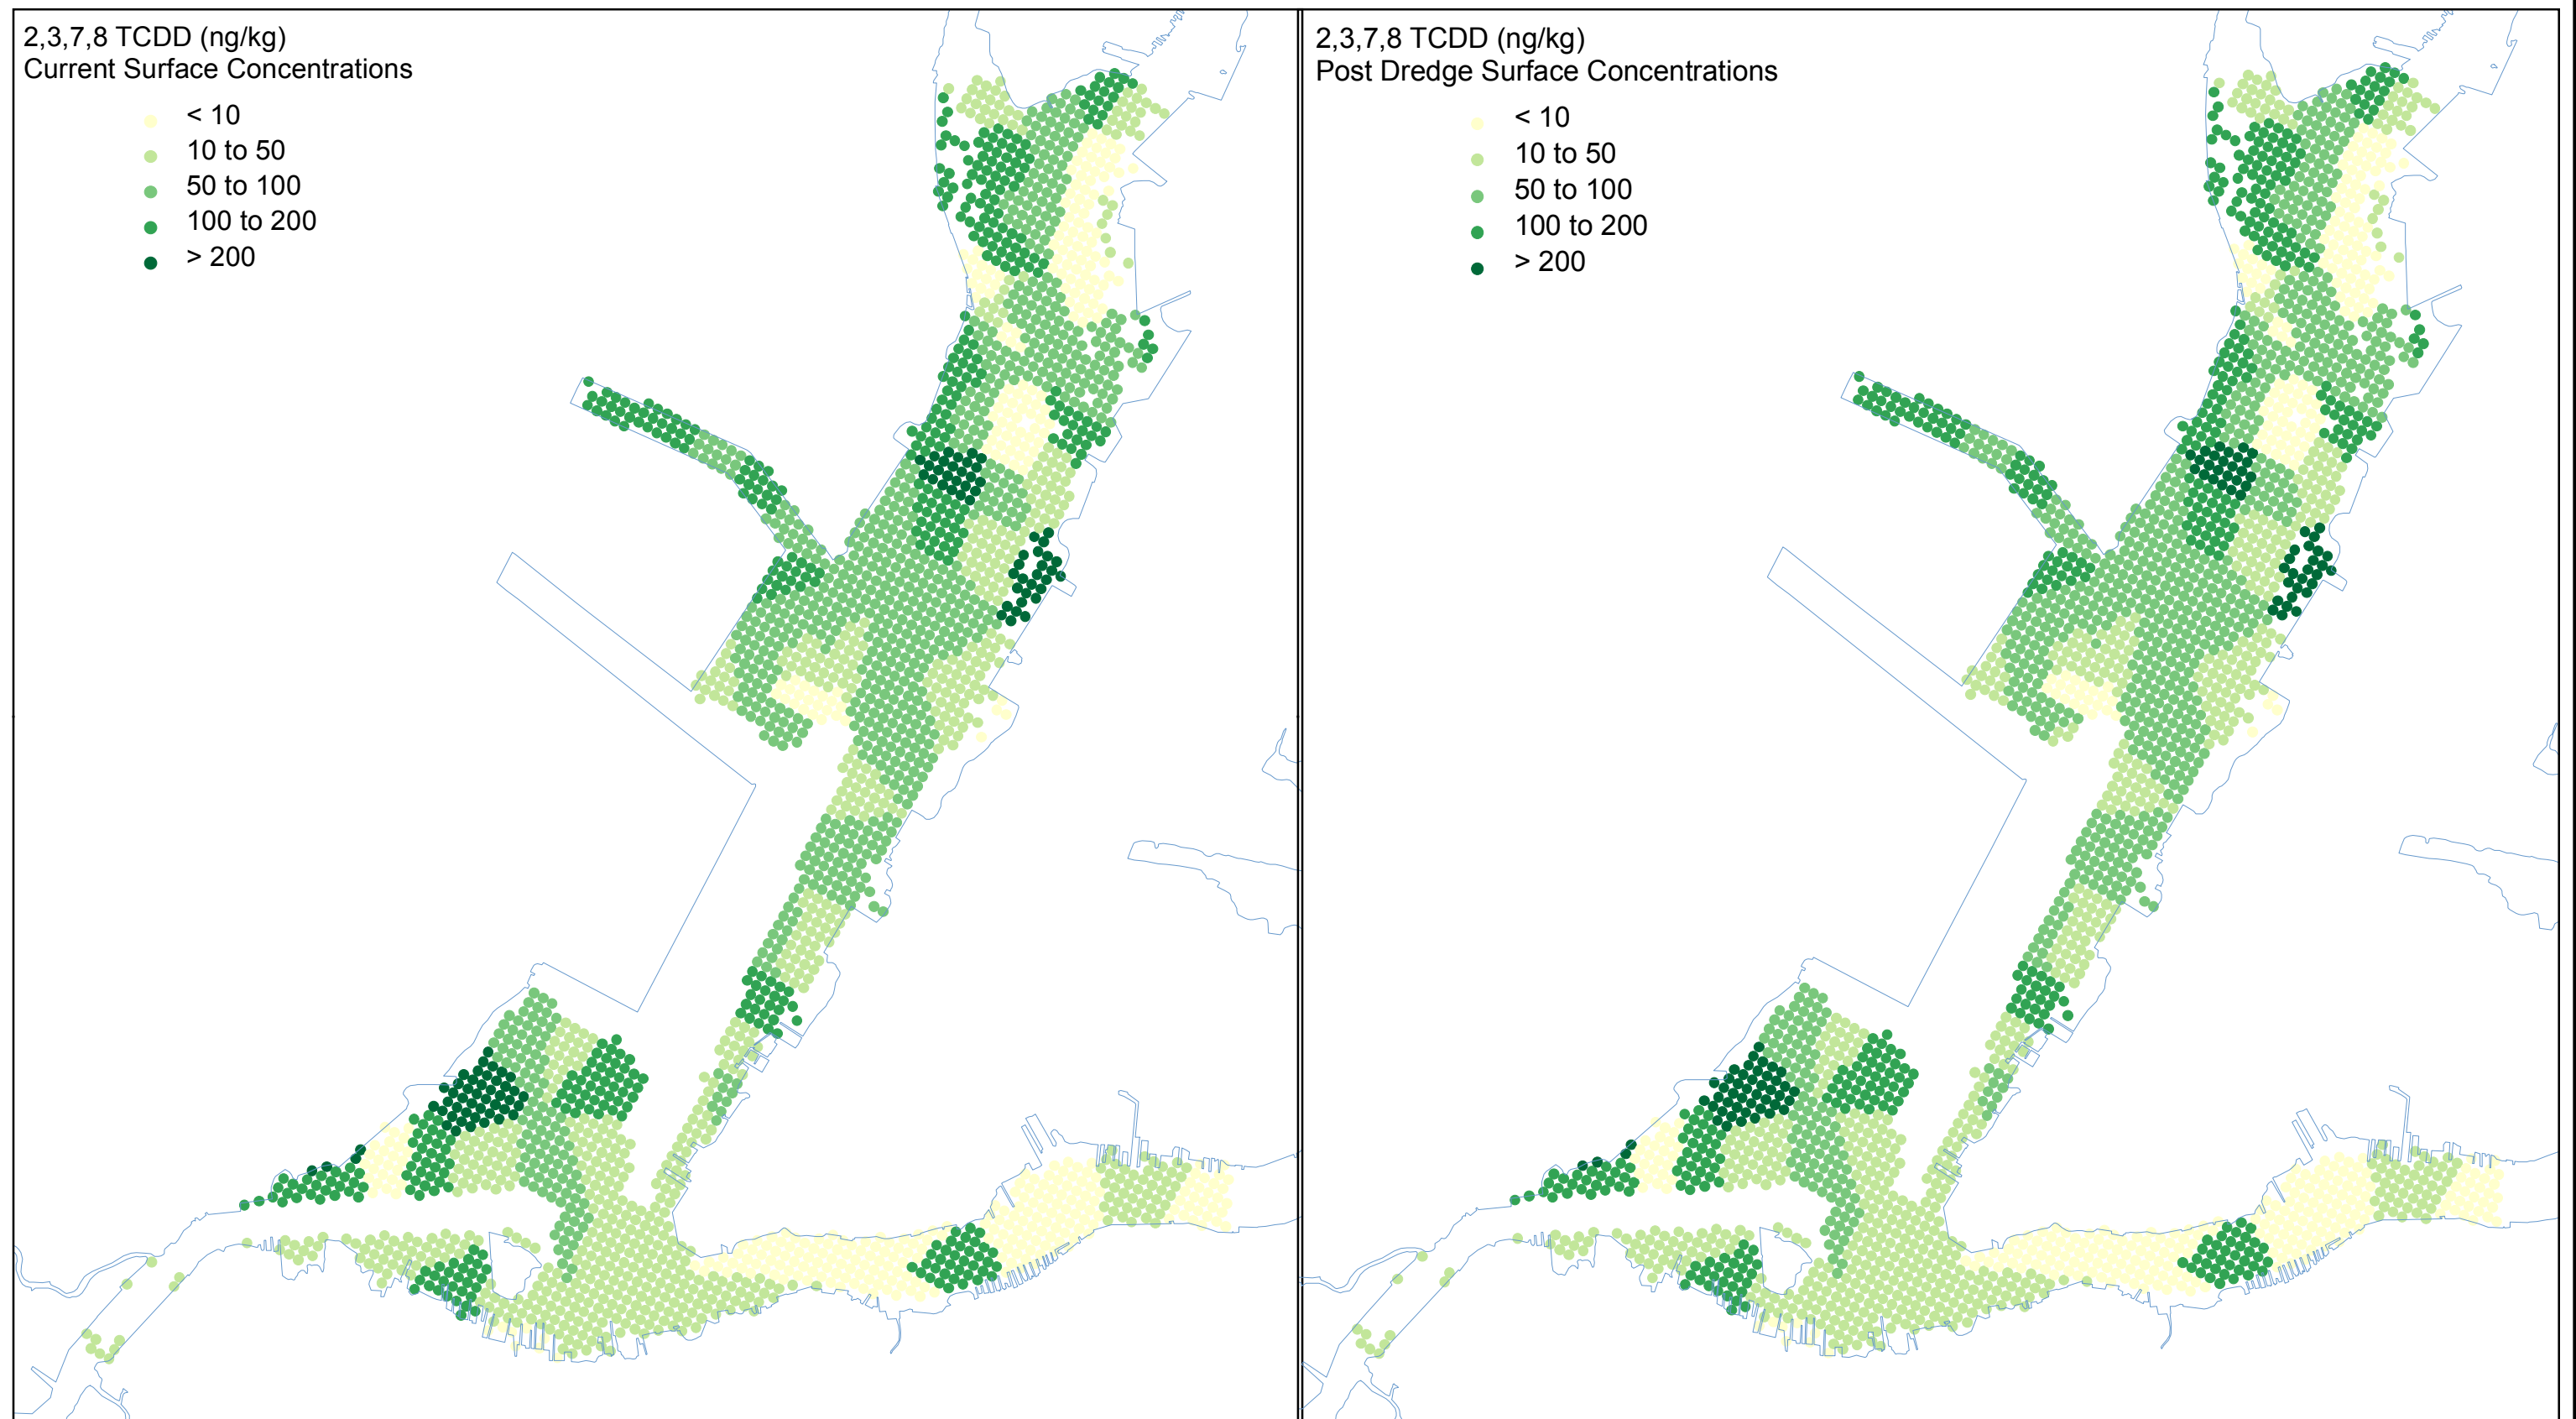 2,3,7,8 TCDD (ng/kg)
Current Surface Concentrations
< 10
10 to 50
50 to 100
100 to 200
> 200
2,3,7,8 TCDD (ng/kg)
Post Dredge Surface Concentrations
< 10
10 to 50
50 to 100
100 to 200
> 200